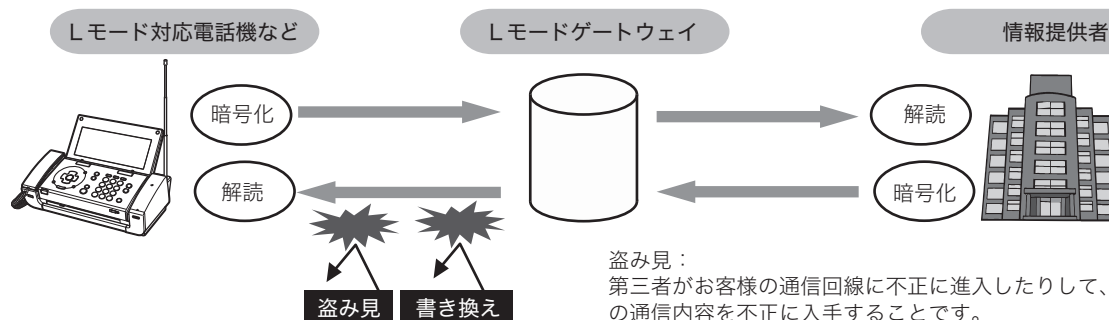 Lモード対応電話機など
Lモードゲートウェイ
情報提供者
暗号化
解読
解読
暗号化
盗み見
書き換え
盗み見：
第三者がお客様の通信回線に不正に進入したりして、
の通信内容を不正に入手することです。